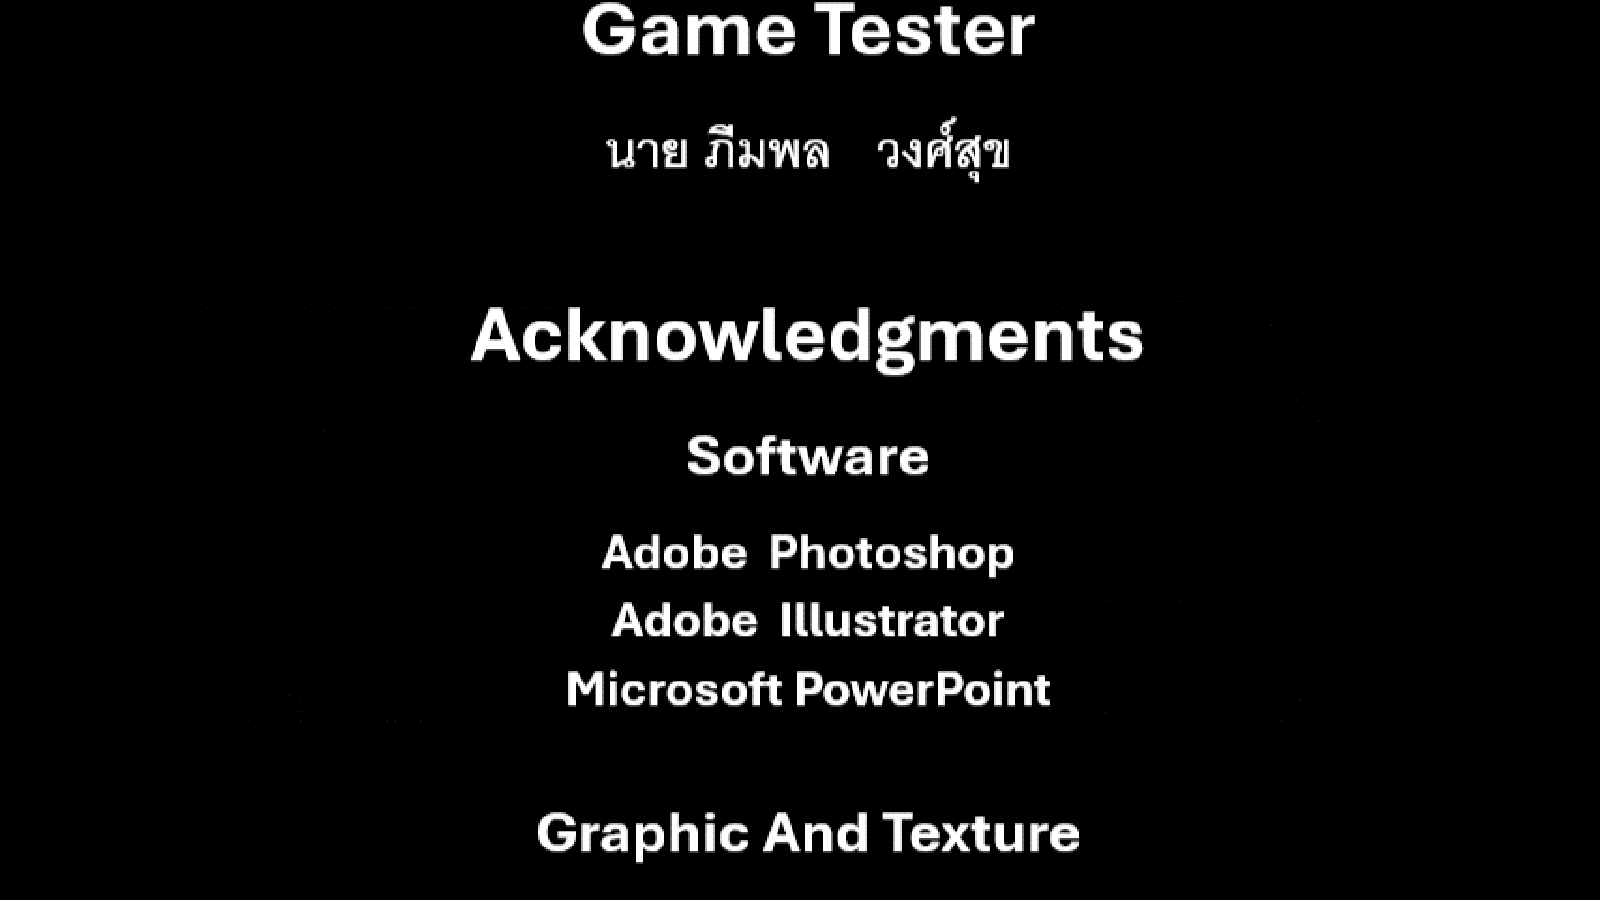 Game Tester
นาย ภีมพล วงศ์สุข
Acknowledgments
Software
Adobe Photoshop
Adobe Illustrator
Microsoft PowerPoint
Graphic And Texture